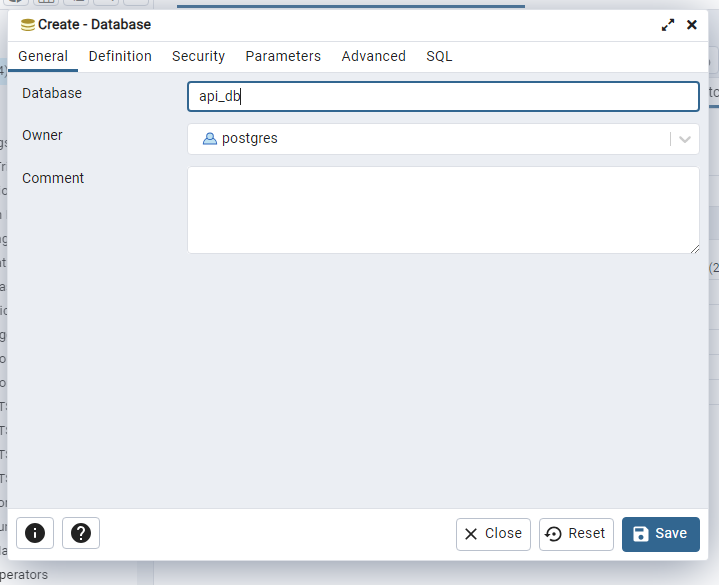 Create - Database
General Definition Security Parameters Advanced SQL
Database
api_db
Owner
postgres
Comment
Close Reset Save
perators